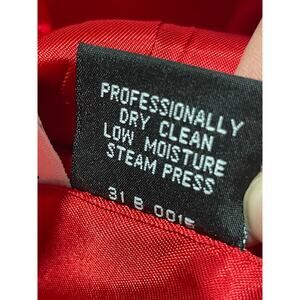 PROFESSIONALLY
DRY CLEAN
LOW MOISTURE
STEAM PRESS
31 B 0015